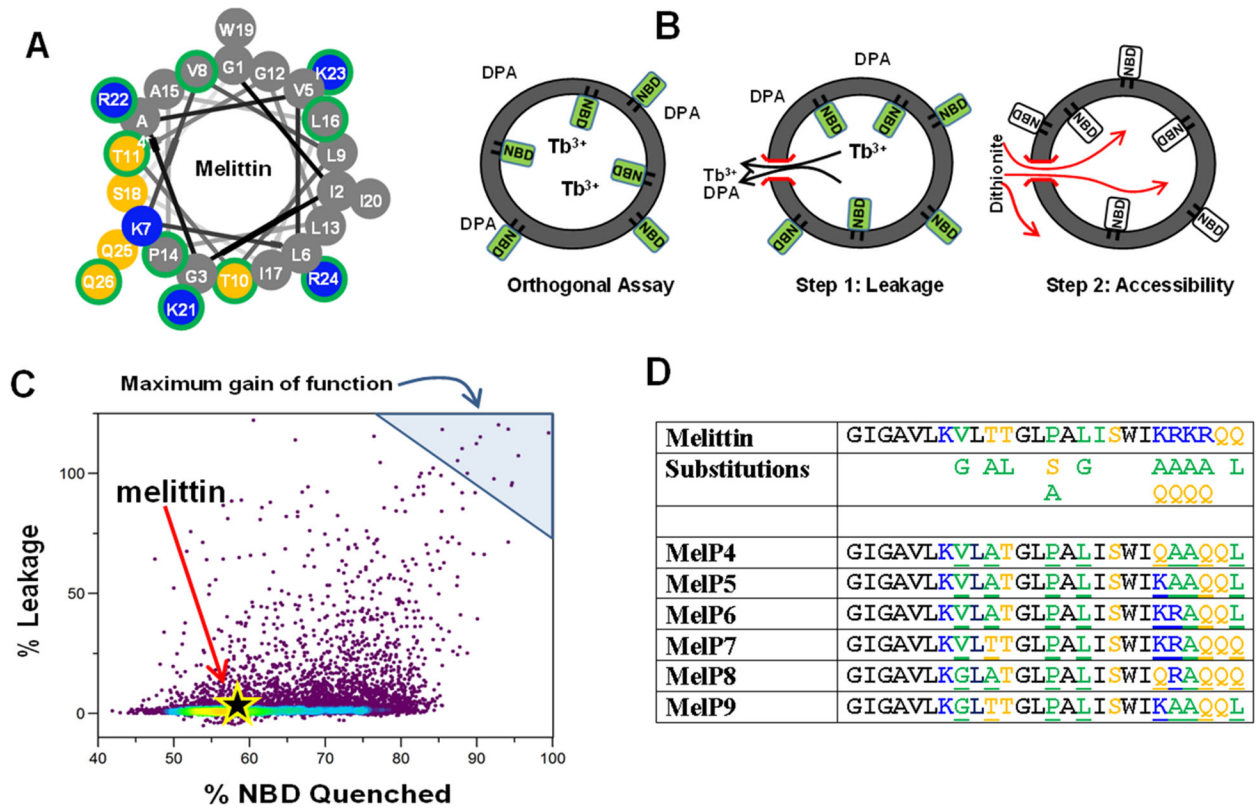 A
W19
V8
G1
G12
K23
A15
V5
R22
L16
A
4
T11
Melittin
L9
S18
I2
I20
K7
L13
Q25
P14
L6
G3
I17
Q26
T10
R24
K21
B
DPA
NBD
NBD
DPA
NBD
Tb3+
NBD
Tb3+
DPA
NBD
NBD
Orthogonal Assay
DPA
DPA
NBD
NBD
NBD
Tb3+
Tb3+
DPA
NBD
NBD
NBD
Step 1: Leakage
NBD
NBD
NBD
NBD
Dithionite
NBD
NBD
Step 2: Accessibility
C
Maximum gain of function
melittin
% Leakage
100
50
0
40 50 60 70 80 90 100
% NBD Quenched
D
Melittin GIGAVLKVLTTGLPALISWIKRKRQQ
Substitutions G AL S G AAAA L
A QQQQ
MelP4 GIGAVLKVLATGLPALISWIQAAQQL
MelP5 GIGAVLKVLATGLPALISWIKAAQQL
MelP6 GIGAVLKVLATGLPALISWIKRAQQL
MelP7 GIGAVLKVLTTGLPALISWIKRAQQQ
MelP8 GIGAVLKGLATGLPALISWIQRAQQQ
MelP9 GIGAVLKGLTTGLPALISWIKAAQQL